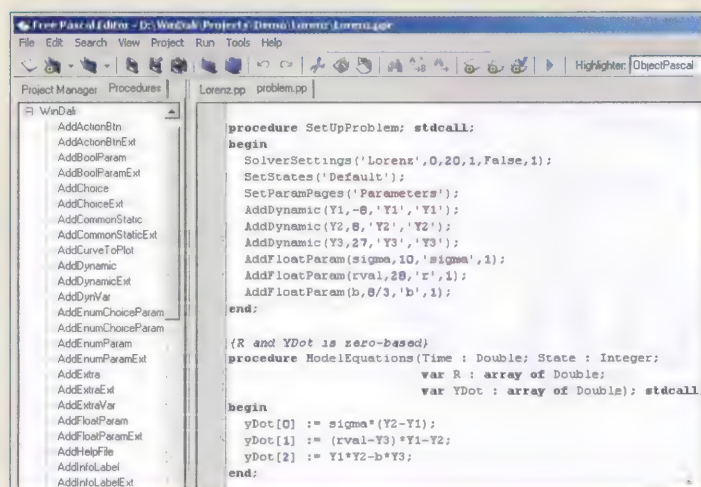 Free Pascal Editor - D:\WinDali\Projects\Demo\Lorenz\Lorenz.ppr
File Edit Search View Project Run Tools Help
Highlighter: ObjectPascal
Project Manager Procedures
Lorenz.pp problem.pp
WinDali
AddActionBtn
AddActionBtnExt
AddBoolParam
AddBoolParamExt
AddChoice
AddChoiceExt
AddCommonStatic
AddCommonStaticExt
AddCurveToPlot
AddDynamic
AddDynamicExt
AddDynVar
AddEnumChoiceParam
AddEnumChoiceParam
AddEnumParam
AddEnumParamExt
AddExtra
AddExtraExt
AddExtraVar
AddFloatParam
AddFloatParamExt
AddHelpFile
AddInfoLabel
AddInfoLabelExt
procedure SetUpProblem; stdcall;
begin
SolverSettings('Lorenz',0,20,1,False,1);
SetStates('Default');
SetParamPages('Parameters');
AddDynamic(Y1,-8,'Y1','Y1');
AddDynamic(Y2,8,'Y2','Y2');
AddDynamic(Y3,27,'Y3','Y3');
AddFloatParam(sigma,10,'sigma',1);
AddFloatParam(rval,28,'r',1);
AddFloatParam(b,8/3,'b',1);
end;
{R and YDot is zero-based}
procedure ModelEquations(Time : Double; State : Integer;
var R : array of Double;
var YDot : array of Double); stdcall
begin
yDot[0] := sigma*(Y2-Y1);
yDot[1] := (rval-Y3)*Y1-Y2;
yDot[2] := Y1*Y2-b*Y3;
end;